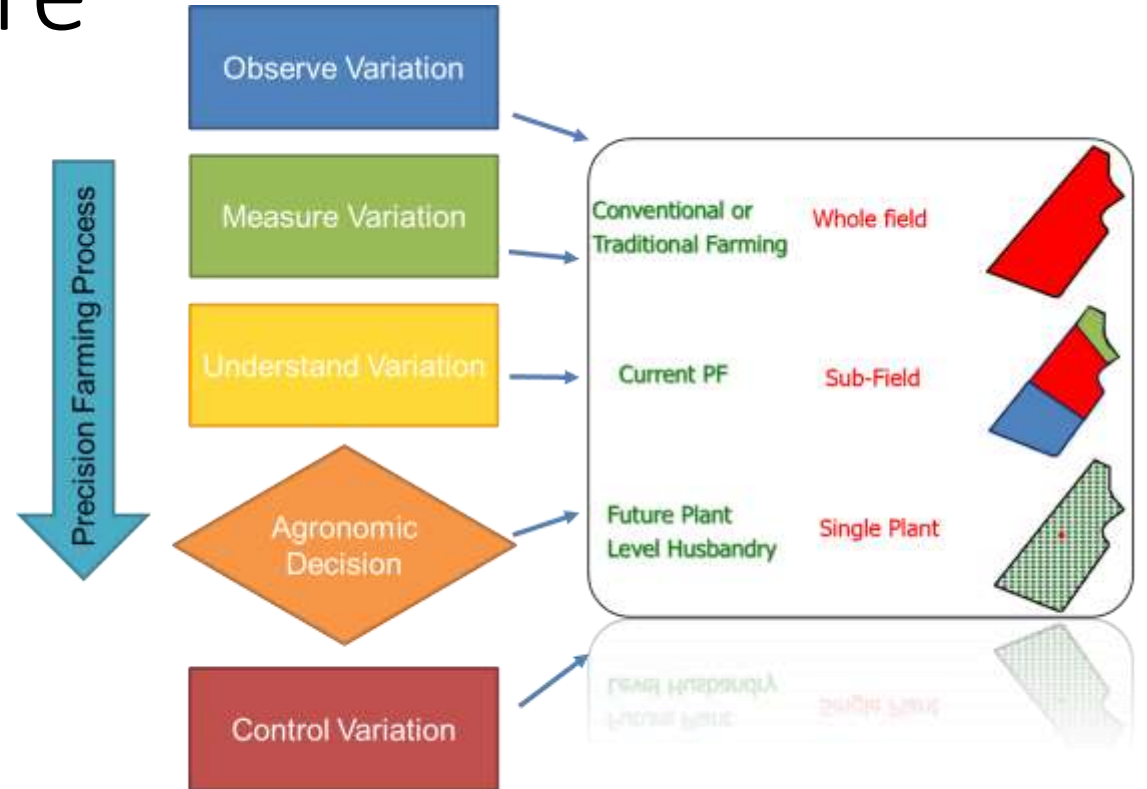 re
Observe Variation
Precision Farming Process
Measure Variation
Understand Variation
Agronomic
Decision
Control Variation
Conventional or
Traditional Farming
Whole field
Current PF
Sub-Field
Future Plant
Level Husbandry
Single Plant